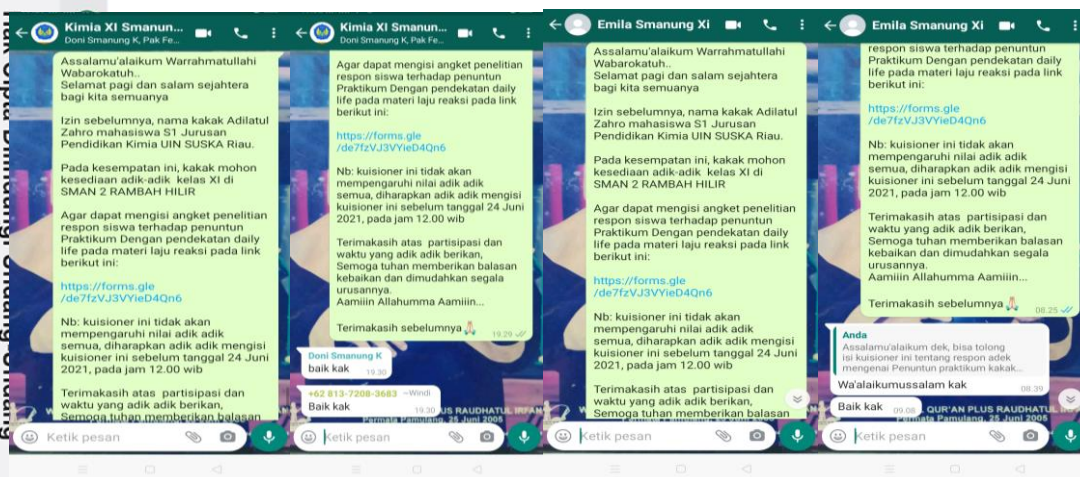 Kimia XI Smanun...
Doni Smanung K, Pak Fe...
Assalamu'alaikum Warrahmatullahi
Wabarokatuh..
Selamat pagi dan salam sejahtera
bagi kita semuanya
Izin sebelumnya, nama kakak Adilatul
Zahro mahasiswa S1 Jurusan
Pendidikan Kimia UIN SUSKA Riau.
Pada kesempatan ini, kakak mohon
kesediaan adik-adik kelas XI di
SMAN 2 RAMBAH HILIR
Agar dapat mengisi angket penelitian
respon siswa terhadap penuntun
Praktikum Dengan pendekatan daily
life pada materi laju reaksi pada link
berikut ini:
https://forms.gle
/de7fzVJ3VYieD4Qn6
Nb: kuisioner ini tidak akan
mempengaruhi nilai adik adik
semua, diharapkan adik adik mengisi
kuisioner ini sebelum tanggal 24 Juni
2021, pada jam 12.00 wib
Terimakasih atas partisipasi dan
waktu yang adik adik berikan,
Semoga tuhan memberikan balasan
Ketik pesan
Kimia XI Smanun...
Doni Smanung K, Pak Fe...
Agar dapat mengisi angket penelitian
respon siswa terhadap penuntun
Praktikum Dengan pendekatan daily
life pada materi laju reaksi pada link
berikut ini:
https://forms.gle
/de7fzVJ3VYieD4Qn6
Nb: kuisioner ini tidak akan
mempengaruhi nilai adik adik
semua, diharapkan adik adik mengisi
kuisioner ini sebelum tanggal 24 Juni
2021, pada jam 12.00 wib
Terimakasih atas partisipasi dan
waktu yang adik adik berikan,
Semoga tuhan memberikan balasan
kebaikan dan dimudahkan segala
urusannya.
Aamiiin Allahumma Aamiiin...
Terimakasih sebelumnya🙏 19.29
Doni Smanung K
baik kak 19.30
+62 813-7208-3683 ~Windi
Baik kak 19.30
US RAUDHATUL IRFAN
Permata Pamulang, 25 Juni 2005
Ketik pesan
Emila Smanung Xi
Assalamu'alaikum Warrahmatullahi
Wabarokatuh..
Selamat pagi dan salam sejahtera
bagi kita semuanya
Izin sebelumnya, nama kakak Adilatul
Zahro mahasiswa S1 Jurusan
Pendidikan Kimia UIN SUSKA Riau.
Pada kesempatan ini, kakak mohon
kesediaan adik-adik kelas XI di
SMAN 2 RAMBAH HILIR
Agar dapat mengisi angket penelitian
respon siswa terhadap penuntun
Praktikum Dengan pendekatan daily
life pada materi laju reaksi pada link
berikut ini:
https://forms.gle
/de7fzVJ3VYieD4Qn6
Nb: kuisioner ini tidak akan
mempengaruhi nilai adik adik
semua, diharapkan adik adik mengisi
kuisioner ini sebelum tanggal 24 Juni
2021, pada jam 12.00 wib
Terimakasih atas partisipasi dan
waktu yang adik adik berikan,
Semoga tuhan memberikan balasan
Ketik pesan
Emila Smanung Xi
respon siswa terhadap penuntun
Praktikum Dengan pendekatan daily
life pada materi laju reaksi pada link
berikut ini:
https://forms.gle
/de7fzVJ3VYieD4Qn6
Nb: kuisioner ini tidak akan
mempengaruhi nilai adik adik
semua, diharapkan adik adik mengisi
kuisioner ini sebelum tanggal 24 Juni
2021, pada jam 12.00 wib
Terimakasih atas partisipasi dan
waktu yang adik adik berikan,
Semoga tuhan memberikan balasan
kebaikan dan dimudahkan segala
urusannya.
Aamiiin Allahumma Aamiiin...
Terimakasih sebelumnya🙏 08.25
Anda
Assalamu'alaikum dek, bisa tolong
isi kuisioner ini tentang respon adek
mengenai Penuntun praktikum kakak...
Wa'alaikumussalam kak 08.39
Baik kak 09.08
QUR'AN PLUS RAUDHATU
Permata Pamulang, 25 Juni 2005
Ketik pesan